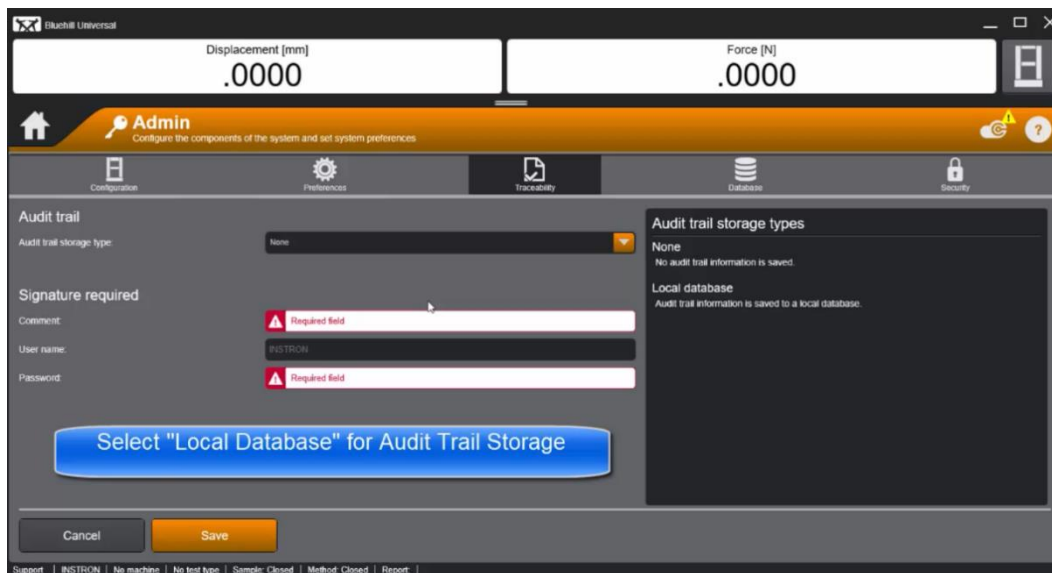 Bluehill Universal
Displacement [mm]
.0000
Force [N]
.0000
Admin
Configure the components of the system and set system preferences
Configuration
Preferences
Traceability
Database
Security
Audit trail
Audit trail storage type:
None
Signature required
Comment:
Required field
User name:
INSTRON
Password:
Required field
Select "Local Database" for Audit Trail Storage
Audit trail storage types
None
No audit trail information is saved.
Local database
Audit trail information is saved to a local database.
Cancel
Save
Support | INSTRON | No machine | No test type | Sample: Closed | Method: Closed | Report: |